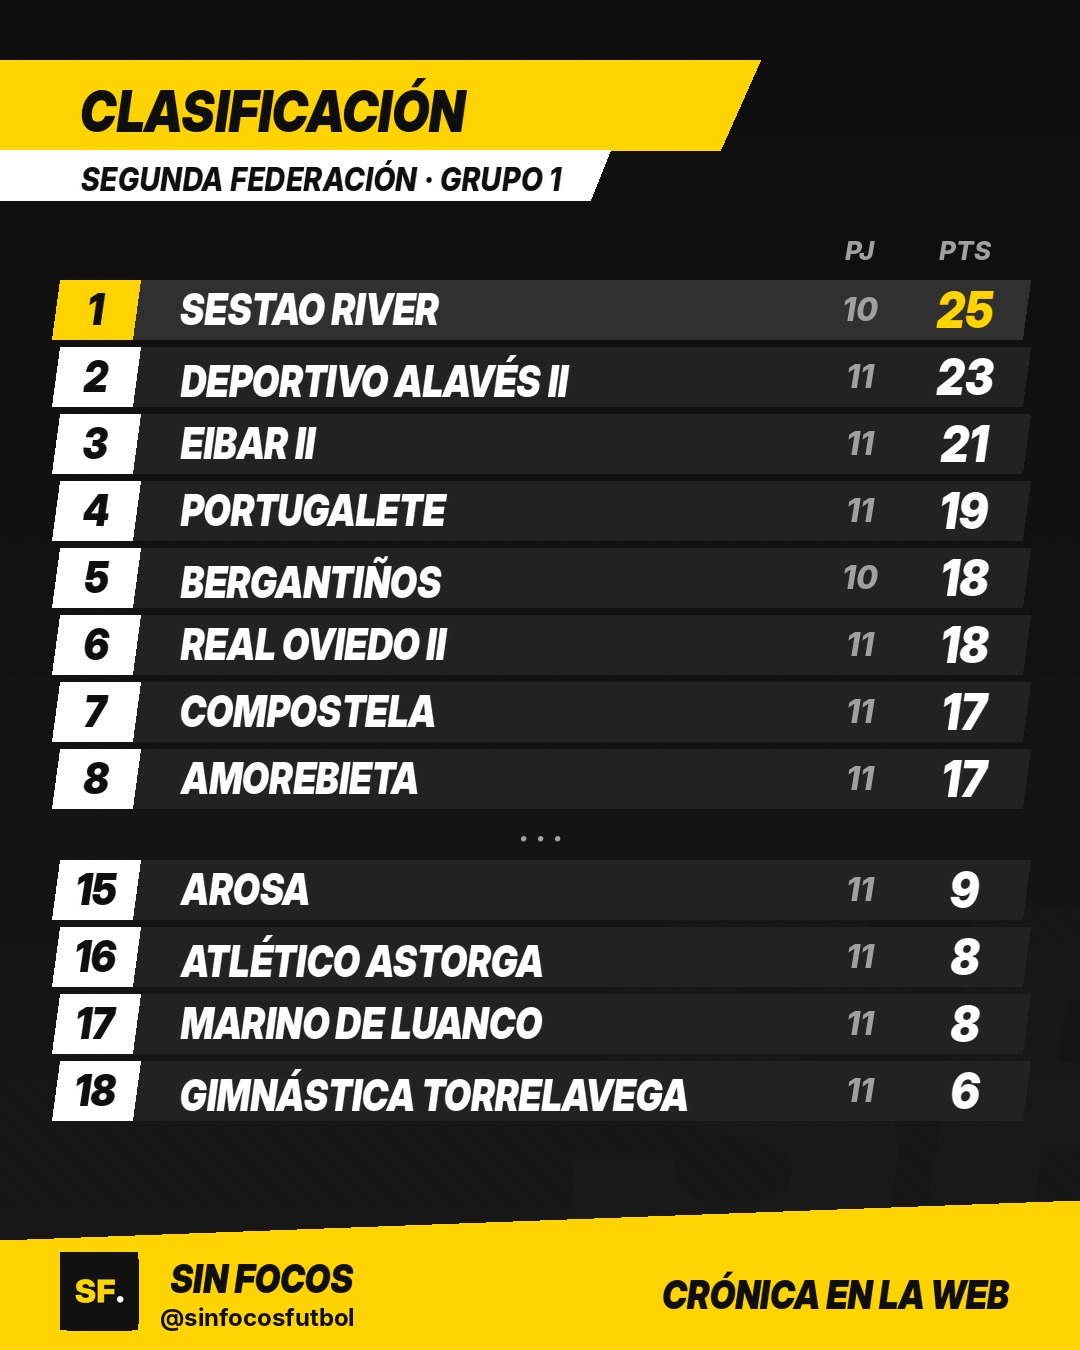 CLASIFICACIÓN
SEGUNDA FEDERACIÓN · GRUPO 1
PJ PTS
1 SESTAO RIVER 10 25
2 DEPORTIVO ALAVÉS II 11 23
3 EIBAR II 11 21
4 PORTUGALETE 11 19
5 BERGANTIÑOS 10 18
6 REAL OVIEDO II 11 18
7 COMPOSTELA 11 17
8 AMOREBIETA 11 17
...
15 AROSA 11 9
16 ATLÉTICO ASTORGA 11 8
17 MARINO DE LUANCO 11 8
18 GIMNÁSTICA TORRELAVEGA 11 6
SF. SIN FOCOS
@sinfocosfutbol
CRÓNICA EN LA WEB